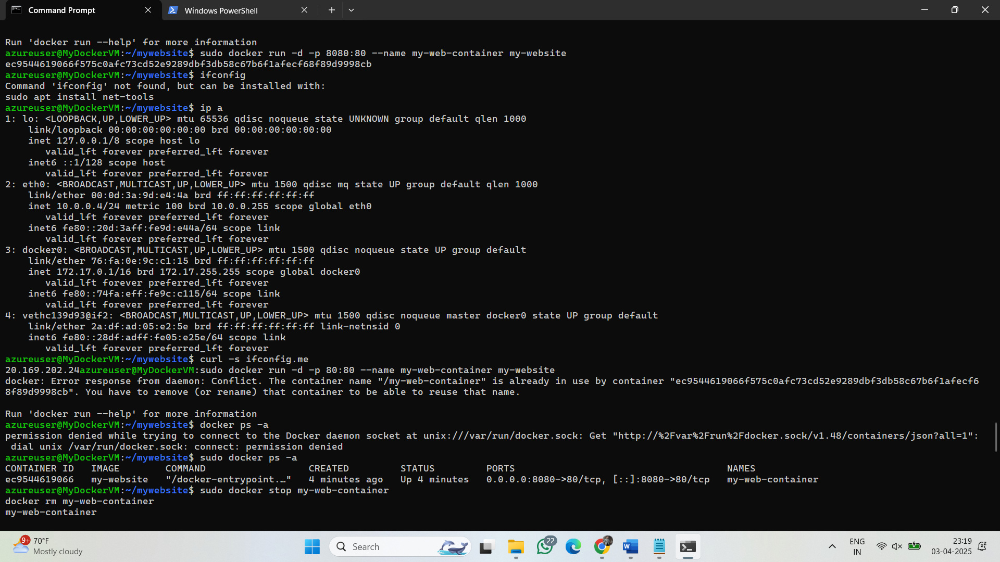 Command Prompt
Windows PowerShell
Run 'docker run --help' for more information
azureuser@MyDockerVM:~/mywebsite$ sudo docker run -d -p 8080:80 --name my-web-container my-website
ec9544619066f575c0afc73cd52e9289dbf3db58c67b6f1afecf68f89d9998cb
azureuser@MyDockerVM:~/mywebsite$ ifconfig
Command 'ifconfig' not found, but can be installed with:
sudo apt install net-tools
azureuser@MyDockerVM:~/mywebsite$ ip a
1: lo: <LOOPBACK,UP,LOWER_UP> mtu 65536 qdisc noqueue state UNKNOWN group default qlen 1000
    link/loopback 00:00:00:00:00:00 brd 00:00:00:00:00:00
    inet 127.0.0.1/8 scope host lo
       valid_lft forever preferred_lft forever
    inet6 ::1/128 scope host
       valid_lft forever preferred_lft forever
2: eth0: <BROADCAST,MULTICAST,UP,LOWER_UP> mtu 1500 qdisc mq state UP group default qlen 1000
    link/ether 00:0d:3a:9d:e4:4a brd ff:ff:ff:ff:ff:ff
    inet 10.0.0.4/24 metric 100 brd 10.0.0.255 scope global eth0
       valid_lft forever preferred_lft forever
    inet6 fe80::20d:3aff:fe9d:e44a/64 scope link
       valid_lft forever preferred_lft forever
3: docker0: <BROADCAST,MULTICAST,UP,LOWER_UP> mtu 1500 qdisc noqueue state UP group default
    link/ether 76:fa:0e:9c:c1:15 brd ff:ff:ff:ff:ff:ff
    inet 172.17.0.1/16 brd 172.17.255.255 scope global docker0
       valid_lft forever preferred_lft forever
    inet6 fe80::74fa:eff:fe9c:c115/64 scope link
       valid_lft forever preferred_lft forever
4: vethc139d93@if2: <BROADCAST,MULTICAST,UP,LOWER_UP> mtu 1500 qdisc noqueue master docker0 state UP group default
    link/ether 2a:df:ad:05:e2:5e brd ff:ff:ff:ff:ff:ff link-netnsid 0
    inet6 fe80::28df:adff:fe05:e25e/64 scope link
       valid_lft forever preferred_lft forever
azureuser@MyDockerVM:~/mywebsite$ curl -s ifconfig.me
20.169.202.24azureuser@MyDockerVM:sudo docker run -d -p 80:80 --name my-web-container my-website
docker: Error response from daemon: Conflict. The container name "/my-web-container" is already in use by container "ec9544619066f575c0afc73cd52e9289dbf3db58c67b6f1afecf6
8f89d9998cb". You have to remove (or rename) that container to be able to reuse that name.
Run 'docker run --help' for more information
azureuser@MyDockerVM:~/mywebsite$ docker ps -a
permission denied while trying to connect to the Docker daemon socket at unix:///var/run/docker.sock: Get "http://%2Fvar%2Frun%2Fdocker.sock/v1.48/containers/json?all=1":
 dial unix /var/run/docker.sock: connect: permission denied
azureuser@MyDockerVM:~/mywebsite$ sudo docker ps -a
CONTAINER ID   IMAGE        COMMAND                  CREATED         STATUS         PORTS                                     NAMES
ec9544619066   my-website   "/docker-entrypoint.…"   4 minutes ago   Up 4 minutes   0.0.0.0:8080->80/tcp, [::]:8080->80/tcp   my-web-container
azureuser@MyDockerVM:~/mywebsite$ sudo docker stop my-web-container
docker rm my-web-container
my-web-container
9+
70°F
Mostly cloudy
Search
22
W
ENG
IN
23:19
03-04-2025